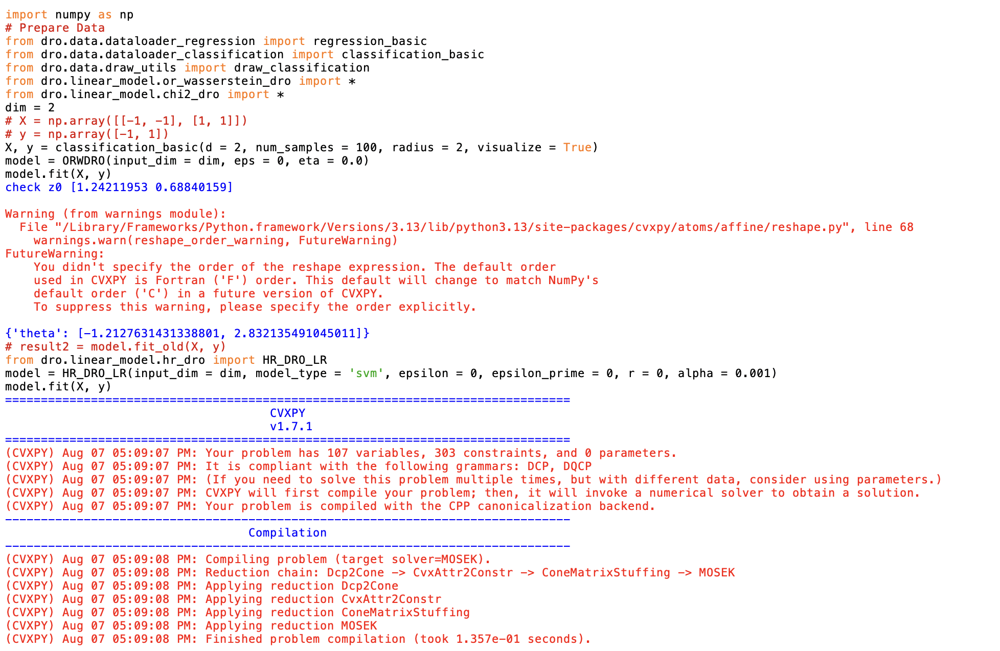 import numpy as np
# Prepare Data
from dro.data.dataloader_regression import regression_basic
from dro.data.dataloader_classification import classification_basic
from dro.data.draw_utils import draw_classification
from dro.linear_model.or_wasserstein_dro import *
from dro.linear_model.chi2_dro import *
dim = 2
# X = np.array([[-1, -1], [1, 1]])
# y = np.array([-1, 1])
X, y = classification_basic(d = 2, num_samples = 100, radius = 2, visualize = True)
model = ORWDRO(input_dim = dim, eps = 0, eta = 0.0)
model.fit(X, y)
check z0 [1.24211953 0.68840159]

Warning (from warnings module):
  File "/Library/Frameworks/Python.framework/Versions/3.13/lib/python3.13/site-packages/cvxpy/atoms/affine/reshape.py", line 68
    warnings.warn(reshape_order_warning, FutureWarning)
FutureWarning:
    You didn't specify the order of the reshape expression. The default order
    used in CVXPY is Fortran ('F') order. This default will change to match NumPy's
    default order ('C') in a future version of CVXPY.
    To suppress this warning, please specify the order explicitly.

{'theta': [-1.2127631431338801, 2.832135491045011]}
# result2 = model.fit_old(X, y)
from dro.linear_model.hr_dro import HR_DRO_LR
model = HR_DRO_LR(input_dim = dim, model_type = 'svm', epsilon = 0, epsilon_prime = 0, r = 0, alpha = 0.001)
model.fit(X, y)
===============================================================================
                                     CVXPY
                                     v1.7.1
===============================================================================
(CVXPY) Aug 07 05:09:07 PM: Your problem has 107 variables, 303 constraints, and 0 parameters.
(CVXPY) Aug 07 05:09:07 PM: It is compliant with the following grammars: DCP, DQCP
(CVXPY) Aug 07 05:09:07 PM: (If you need to solve this problem multiple times, but with different data, consider using parameters.)
(CVXPY) Aug 07 05:09:07 PM: CVXPY will first compile your problem; then, it will invoke a numerical solver to obtain a solution.
(CVXPY) Aug 07 05:09:07 PM: Your problem is compiled with the CPP canonicalization backend.
-------------------------------------------------------------------------------
                                  Compilation
-------------------------------------------------------------------------------
(CVXPY) Aug 07 05:09:08 PM: Compiling problem (target solver=MOSEK).
(CVXPY) Aug 07 05:09:08 PM: Reduction chain: Dcp2Cone -> CvxAttr2Constr -> ConeMatrixStuffing -> MOSEK
(CVXPY) Aug 07 05:09:08 PM: Applying reduction Dcp2Cone
(CVXPY) Aug 07 05:09:08 PM: Applying reduction CvxAttr2Constr
(CVXPY) Aug 07 05:09:08 PM: Applying reduction ConeMatrixStuffing
(CVXPY) Aug 07 05:09:08 PM: Applying reduction MOSEK
(CVXPY) Aug 07 05:09:08 PM: Finished problem compilation (took 1.357e-01 seconds).